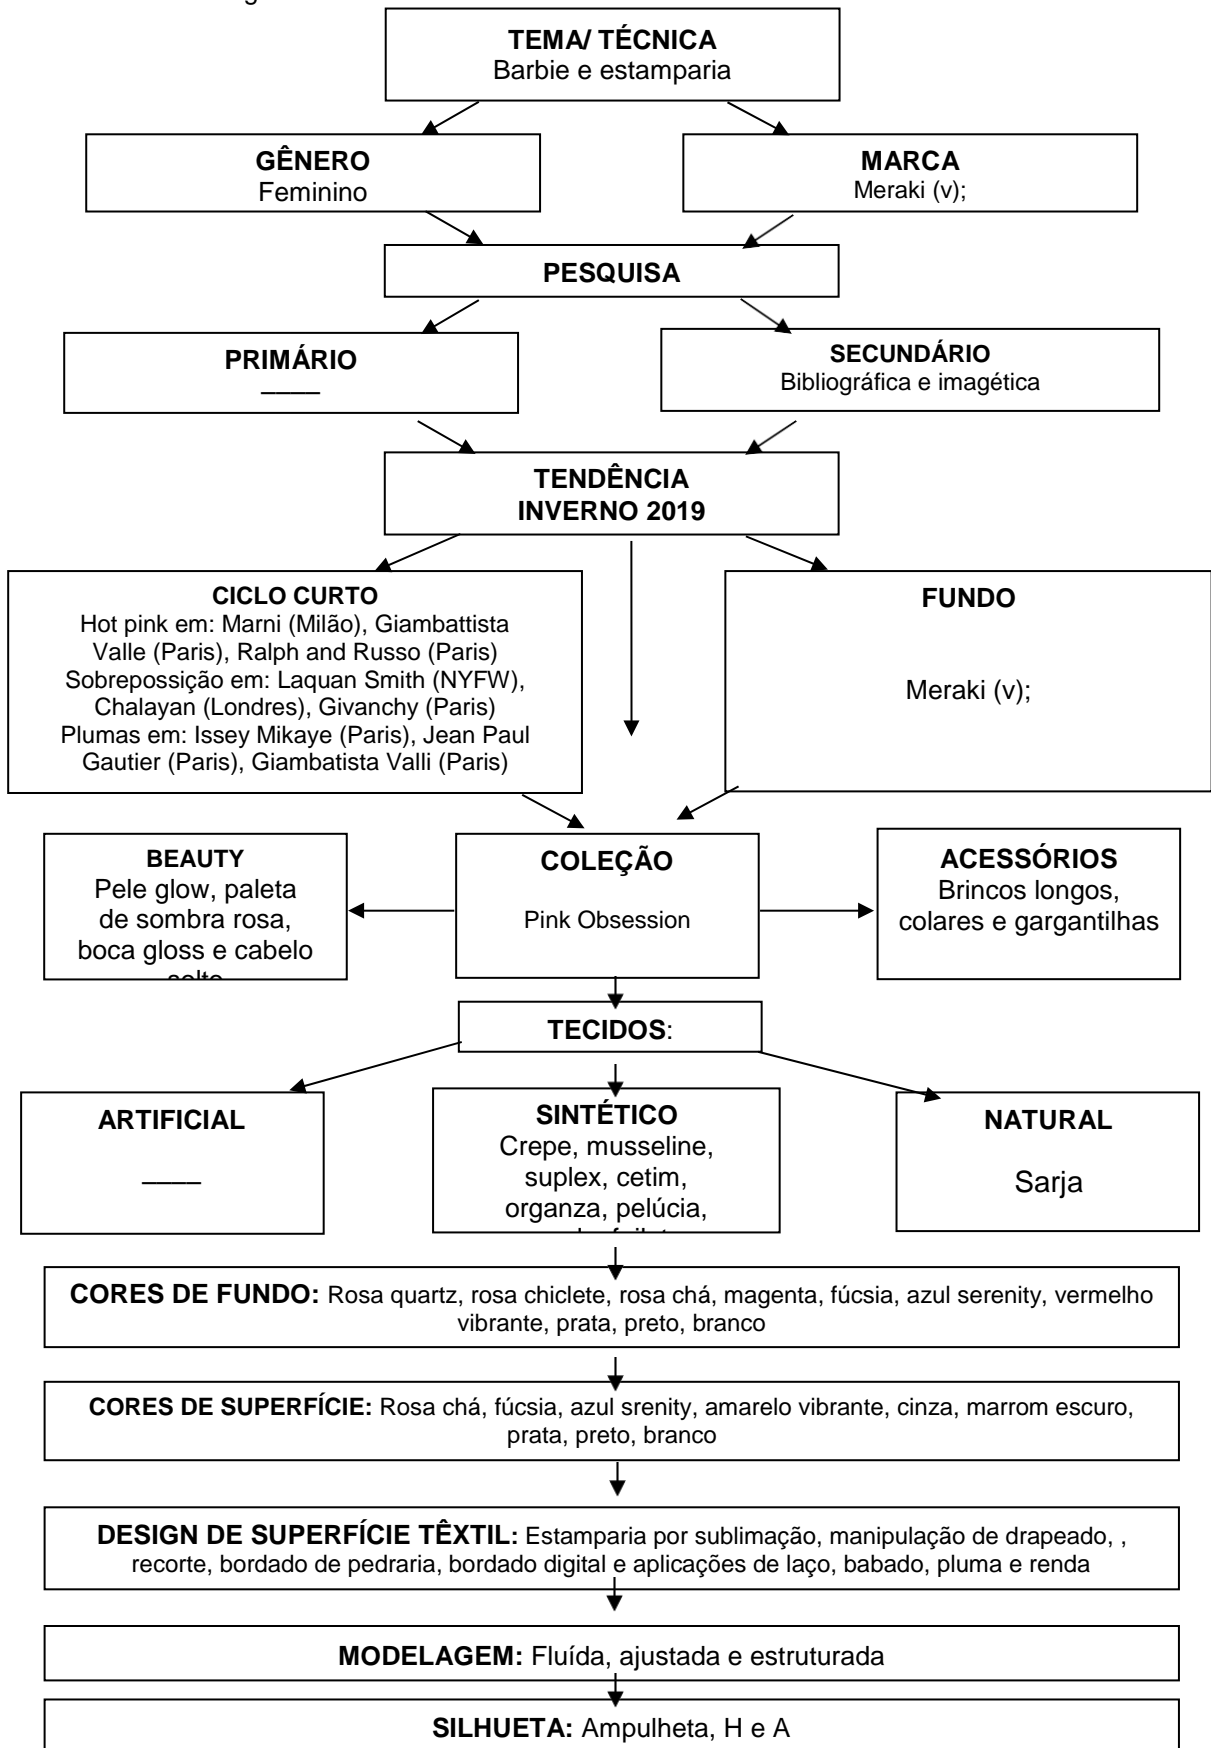 TEMA/ TÉCNICA
Barbie e estamparia
GÊNERO
Feminino
MARCA
Meraki (v);
PESQUISA
PRIMÁRIO
____
SECUNDÁRIO
Bibliográfica e imagética
TENDÊNCIA
INVERNO 2019
CICLO CURTO
Hot pink em: Marni (Milão), Giambattista
Valle (Paris), Ralph and Russo (Paris)
Sobrepossição em: Laquan Smith (NYFW),
Chalayan (Londres), Givanchy (Paris)
Plumas em: Issey Mikaye (Paris), Jean Paul
Gautier (Paris), Giambatista Valli (Paris)
FUNDO
Meraki (v);
BEAUTY
Pele glow, paleta
de sombra rosa,
boca gloss e cabelo
solto
COLEÇÃO
Pink Obsession
ACESSÓRIOS
Brincos longos,
colares e gargantilhas
TECIDOS:
ARTIFICIAL
____
SINTÉTICO
Crepe, musseline,
suplex, cetim,
organza, pelúcia,
NATURAL
Sarja
CORES DE FUNDO: Rosa quartz, rosa chiclete, rosa chá, magenta, fúcsia, azul serenity, vermelho
vibrante, prata, preto, branco
CORES DE SUPERFÍCIE: Rosa chá, fúcsia, azul srenity, amarelo vibrante, cinza, marrom escuro,
prata, preto, branco
DESIGN DE SUPERFÍCIE TÊXTIL: Estamparia por sublimação, manipulação de drapeado, ,
recorte, bordado de pedraria, bordado digital e aplicações de laço, babado, pluma e renda
MODELAGEM: Fluída, ajustada e estruturada
SILHUETA: Ampulheta, H e A